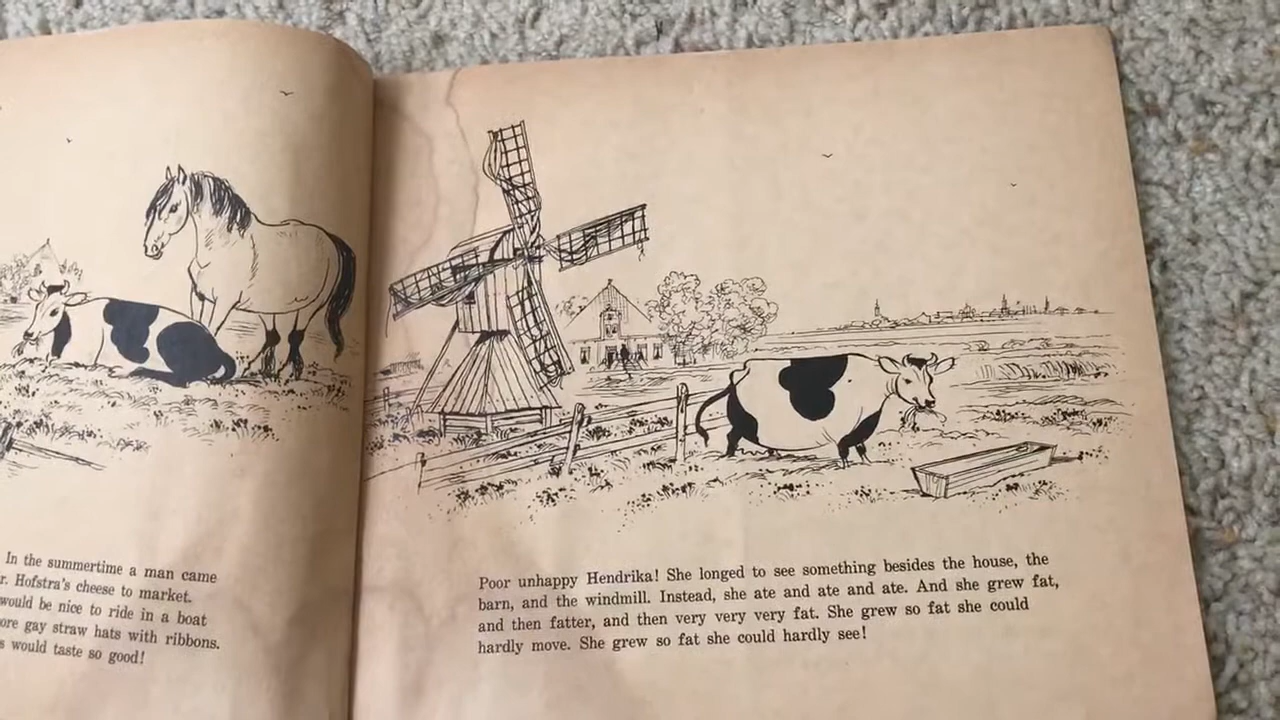 In the summertime a man came
r. Hofstra's cheese to market.
would be nice to ride in a boat
ore gay straw hats with ribbons.
s would taste so good!
Poor unhappy Hendrika! She longed to see something besides the house, the
barn, and the windmill. Instead, she ate and ate and ate. And she grew fat,
and then fatter, and then very very very fat. She grew so fat she could
hardly move. She grew so fat she could hardly see!